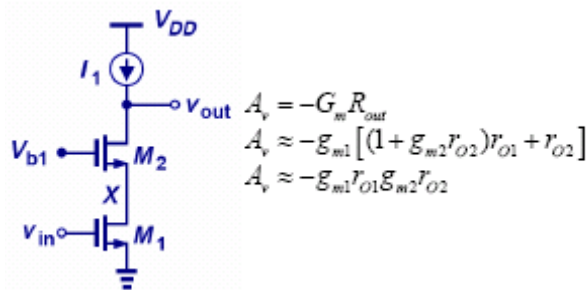 V_DD
I_1
v_out
A_v = -G_m R_out
A_v ≈ -g_m1 [(1 + g_m2 r_O2) r_O1 + r_O2]
V_b1
M_2
A_v ≈ -g_m1 r_O1 g_m2 r_O2
X
v_in
M_1